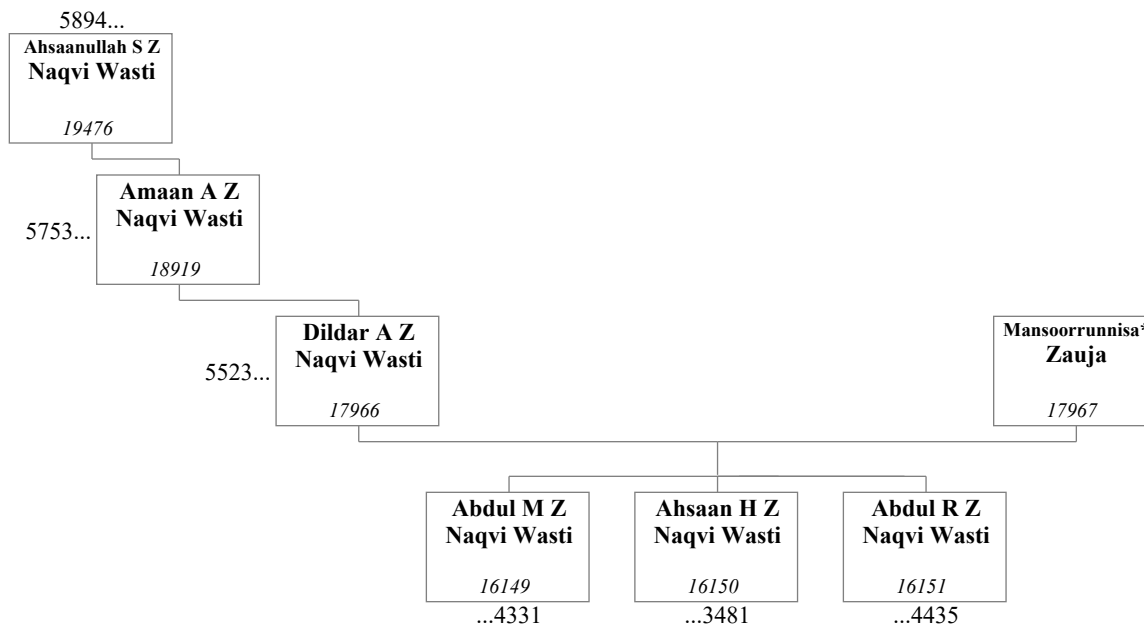 5894...
Ahsaanullah S Z
Naqvi Wasti
19476
Amaan A Z
Naqvi Wasti
5753...
18919
Dildar A Z
Naqvi Wasti
5523...
17966
Mansoorrunnisa*
Zauja
17967
Abdul M Z
Naqvi Wasti
16149
...4331
Ahsaan H Z
Naqvi Wasti
16150
...3481
Abdul R Z
Naqvi Wasti
16151
...4435